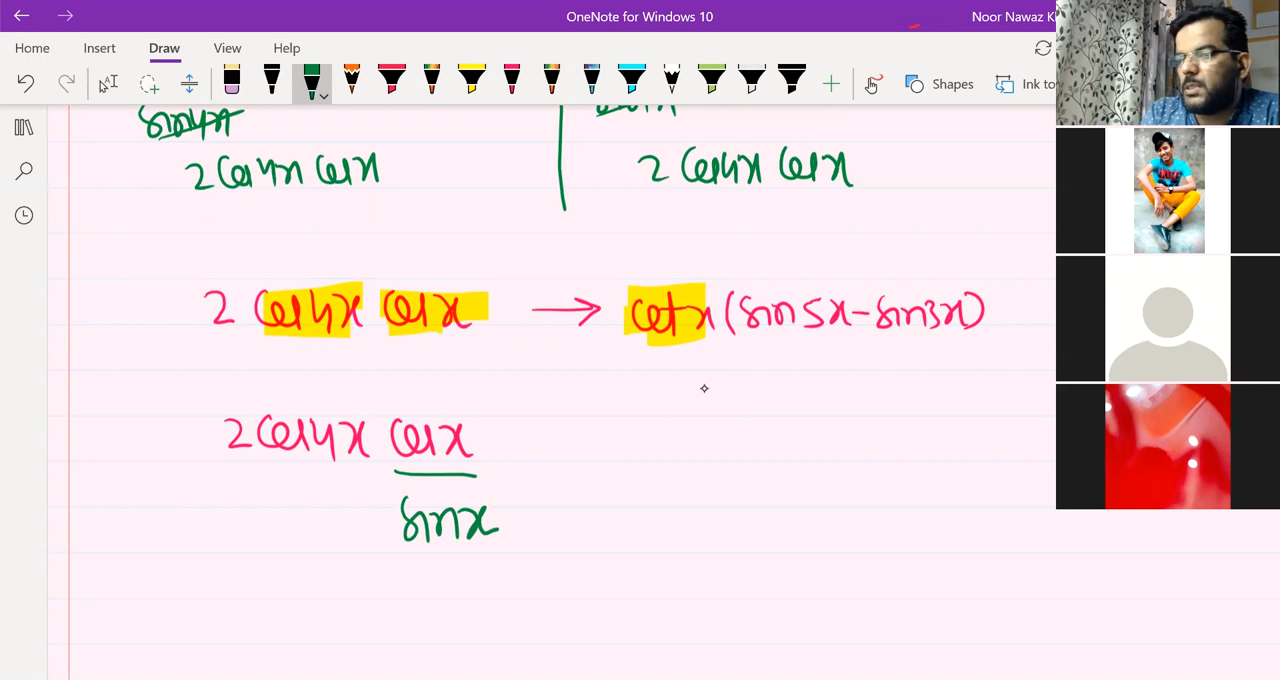 OneNote for Windows 10
Noor Nawaz K
Home Insert Draw View Help
Shapes Ink to
sin4x
2 Cos4x Cosx
2 Cos4x Cosx
2 Cos4x Cosx → Cotx (sin5x-sin3x)
2Cos4x Cosx
sinx